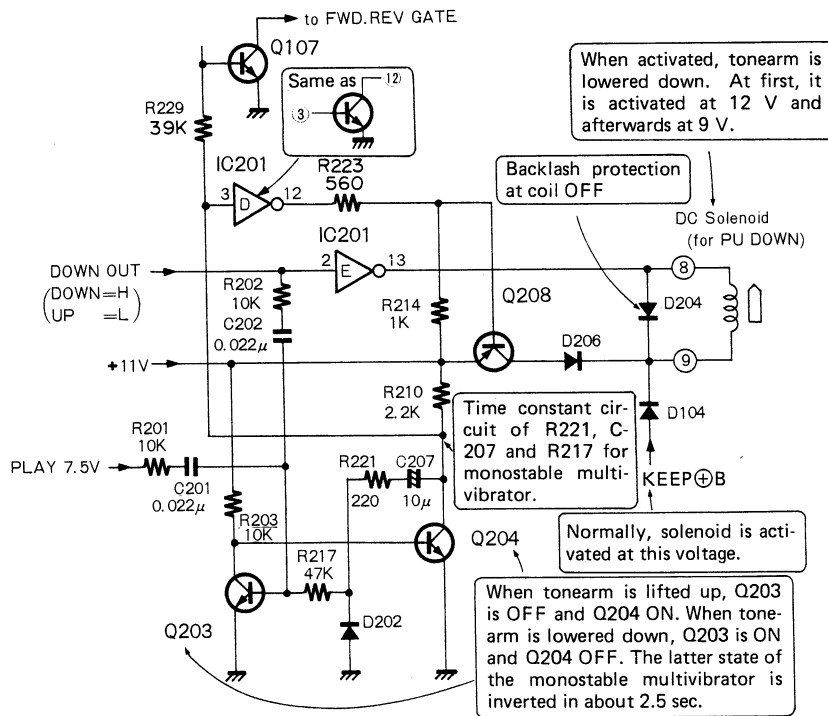 to FWD.REV GATE
Q107
Same as
12
3
When activated, tonearm is
lowered down. At first, it
is activated at 12 V and
afterwards at 9 V.
R229
39K
IC201
3
D
12
R223
560
Backlash protection
at coil OFF
DC Solenoid
(for PU DOWN)
IC201
DOWN OUT
(DOWN=H
UP =L)
2
E
13
8
R202
10K
C202
0.022μ
R214
1K
Q208
D204
D206
9
+11V
R210
2.2K
D104
Time constant cir-
cuit of R221, C-
207 and R217 for
monostable multi-
vibrator.
R201
10K
PLAY 7.5V
C201
0.022μ
R221
220
C207
10μ
KEEP⊕B
Normally, solenoid is acti-
vated at this voltage.
R203
10K
R217
47K
Q204
Q203
D202
When tonearm is lifted up, Q203
is OFF and Q204 ON. When tone-
arm is lowered down, Q203 is ON
and Q204 OFF. The latter state of
the monostable multivibrator is
inverted in about 2.5 sec.